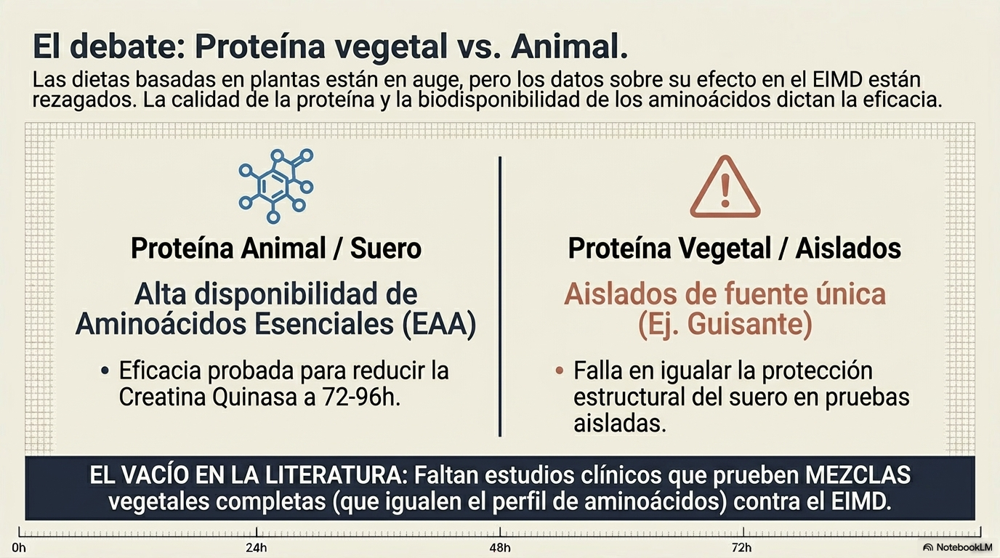 El debate: Proteína vegetal vs. Animal.
Las dietas basadas en plantas están en auge, pero los datos sobre su efecto en el EIMD están
rezagados. La calidad de la proteína y la biodisponibilidad de los aminoácidos dictan la eficacia.
Proteína Animal / Suero
Alta disponibilidad de
Aminoácidos Esenciales (EAA)
• Eficacia probada para reducir la
Creatina Quinasa a 72-96h.
Proteína Vegetal / Aislados
Aislados de fuente única
(Ej. Guisante)
• Falla en igualar la protección
estructural del suero en pruebas
aisladas.
EL VACÍO EN LA LITERATURA: Faltan estudios clínicos que prueben MEZCLAS
vegetales completas (que igualen el perfil de aminoácidos) contra el EIMD.
0h 24h 48h 72h
NotebookLM